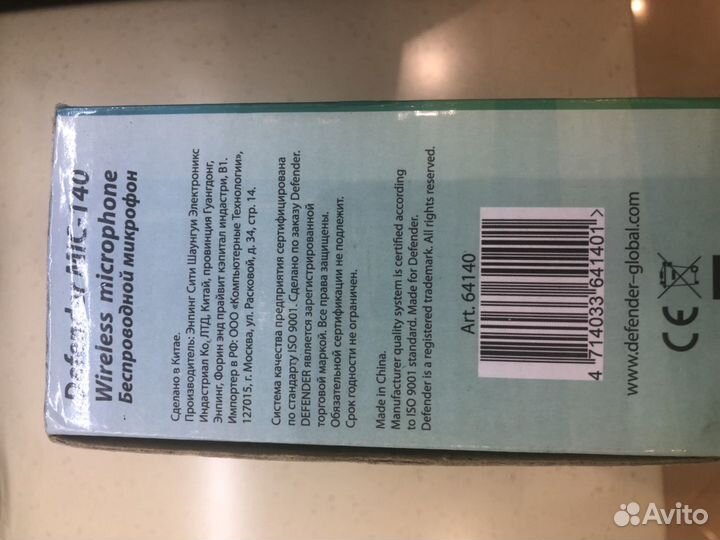 Defender MIC-140
Wireless microphone
Беспроводной микрофон
Сделано в Китае.
Производитель: Энпинг Сити Шаунгуи Электроникс
Индастриал Ко, ЛТД, Китай, провинция Гуангдонг,
Энпинг, Форин энд прайвит кэпитал индастри, В1.
Импортер в РФ: ООО «Компьютерные Технологии»,
127015, г. Москва, ул. Расковой, д. 34, стр. 14.
Система качества предприятия сертифицирована
по стандарту ISO 9001. Сделано по заказу Defender.
DEFENDER является зарегистрированной
торговой маркой. Все права защищены.
Обязательной сертификации не подлежит.
Срок годности не ограничен.
Made in China.
Manufacturer quality system is certified according
to ISO 9001 standard. Made for Defender.
Defender is a registered trademark. All rights reserved.
Art. 64140
4 714033 641401 >
www.defender-global.com
CE
Avito